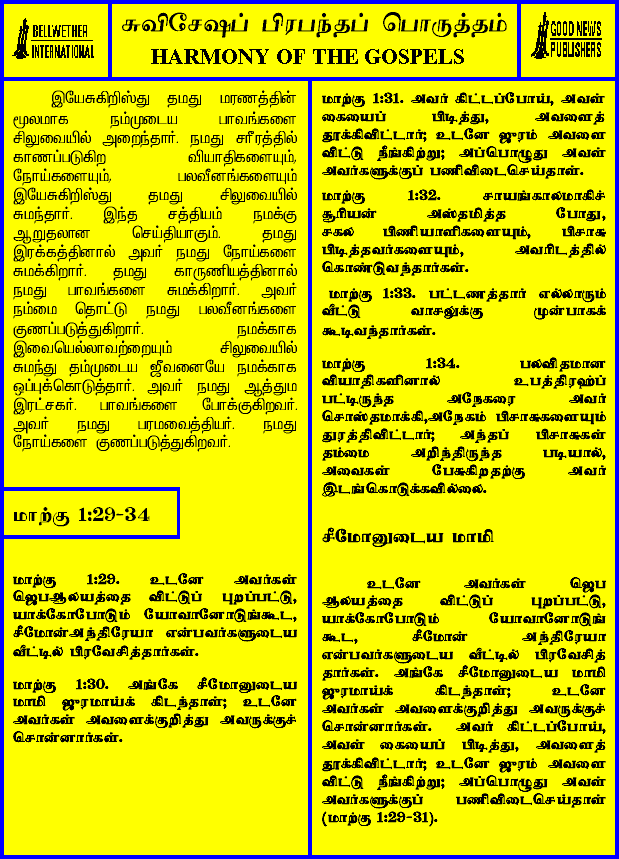 BELLWETHER
INTERNATIONAL
சுவிசேஷப் பிரபந்தப் பொருத்தம்
HARMONY OF THE GOSPELS
GOOD NEWS
PUBLISHERS
இயேசுகிறிஸ்து தமது மரணத்தின்
மூலமாக நம்முடைய பாவங்களை
சிலுவையில் அறைந்தார். நமது சரீரத்தில்
காணப்படுகிற வியாதிகளையும்,
நோய்களையும், பலவீனங்களையும்
இயேசுகிறிஸ்து தமது சிலுவையில்
சுமந்தார். இந்த சத்தியம் நமக்கு
ஆறுதலான செய்தியாகும். தமது
இரக்கத்தினால் அவர் நமது நோய்களை
சுமக்கிறார். தமது காருணியத்தினால்
நமது பாவங்களை சுமக்கிறார். அவர்
நம்மை தொட்டு நமது பலவீனங்களை
குணப்படுத்துகிறார். நமக்காக
இவையெல்லாவற்றையும் சிலுவையில்
சுமந்து தம்முடைய ஜீவனையே நமக்காக
ஒப்புக்கொடுத்தார். அவர் நமது ஆத்தும
இரட்சகர். பாவங்களை போக்குகிறவர்.
அவர் நமது பரமவைத்தியர். நமது
நோய்களை குணப்படுத்துகிறவர்.
மாற்கு 1:29-34
மாற்கு 1:29. உடனே அவர்கள்
ஜெபஆலயத்தை விட்டுப் புறப்பட்டு,
யாக்கோபோடும் யோவானோடுங்கூட,
சீமோன்அந்திரேயா என்பவர்களுடைய
வீட்டில் பிரவேசித்தார்கள்.
மாற்கு 1:30. அங்கே சீமோனுடைய
மாமி ஜுரமாய்க் கிடந்தாள்; உடனே
அவர்கள் அவளைக்குறித்து அவருக்குச்
சொன்னார்கள்.
மாற்கு 1:31. அவர் கிட்டப்போய், அவள்
கையைப் பிடித்து, அவளைத்
தூக்கிவிட்டார்; உடனே ஜுரம் அவளை
விட்டு நீங்கிற்று; அப்பொழுது அவள்
அவர்களுக்குப் பணிவிடைசெய்தாள்.
மாற்கு 1:32. சாயங்காலமாகிச்
சூரியன் அஸ்தமித்த போது,
சகல பிணியாளிகளையும், பிசாசு
பிடித்தவர்களையும், அவரிடத்தில்
கொண்டுவந்தார்கள்.
மாற்கு 1:33. பட்டணத்தார் எல்லாரும்
வீட்டு வாசலுக்கு முன்பாகக்
கூடிவந்தார்கள்.
மாற்கு 1:34. பலவிதமான
வியாதிகளினால் உபத்திரஹப்
பட்டிருந்த அநேகரை அவர்
சொஸ்தமாக்கி,அநேகம் பிசாசுகளையும்
துரத்திவிட்டார்; அந்தப் பிசாசுகள்
தம்மை அறிந்திருந்த படியால்,
அவைகள் பேசுகிறதற்கு அவர்
இடங்கொடுக்கவில்லை.
சீமோனுடைய மாமி
உடனே அவர்கள் ஜெப
ஆலயத்தை விட்டுப் புறப்பட்டு,
யாக்கோபோடும் யோவானோடுங்
கூட, சீமோன் அந்திரேயா
என்பவர்களுடைய வீட்டில் பிரவேசித்
தார்கள். அங்கே சீமோனுடைய மாமி
ஜுரமாய்க் கிடந்தாள்; உடனே
அவர்கள் அவளைக்குறித்து அவருக்குச்
சொன்னார்கள். அவர் கிட்டப்போய்,
அவள் கையைப் பிடித்து, அவளைத்
தூக்கிவிட்டார்; உடனே ஜுரம் அவளை
விட்டு நீங்கிற்று; அப்பொழுது அவள்
அவர்களுக்குப் பணிவிடைசெய்தாள்
(மாற்கு 1:29-31).